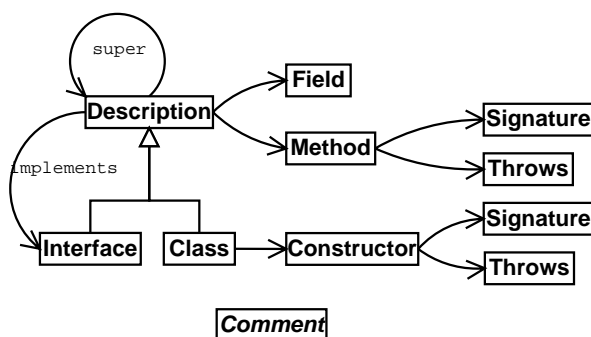 super
Field
Description
Signature
Method
implements
Throws
Signature
Interface
Class
Constructor
Throws
Comment